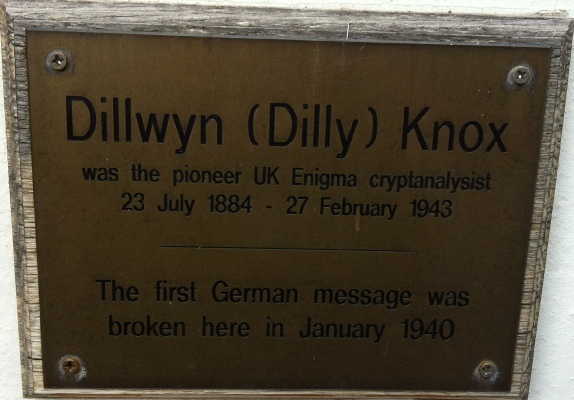 Dillwyn (Dilly) Knox
was the pioneer UK Enigma cryptanalysist
23 July 1884 - 27 February 1943
The first German message was
broken here in January 1940